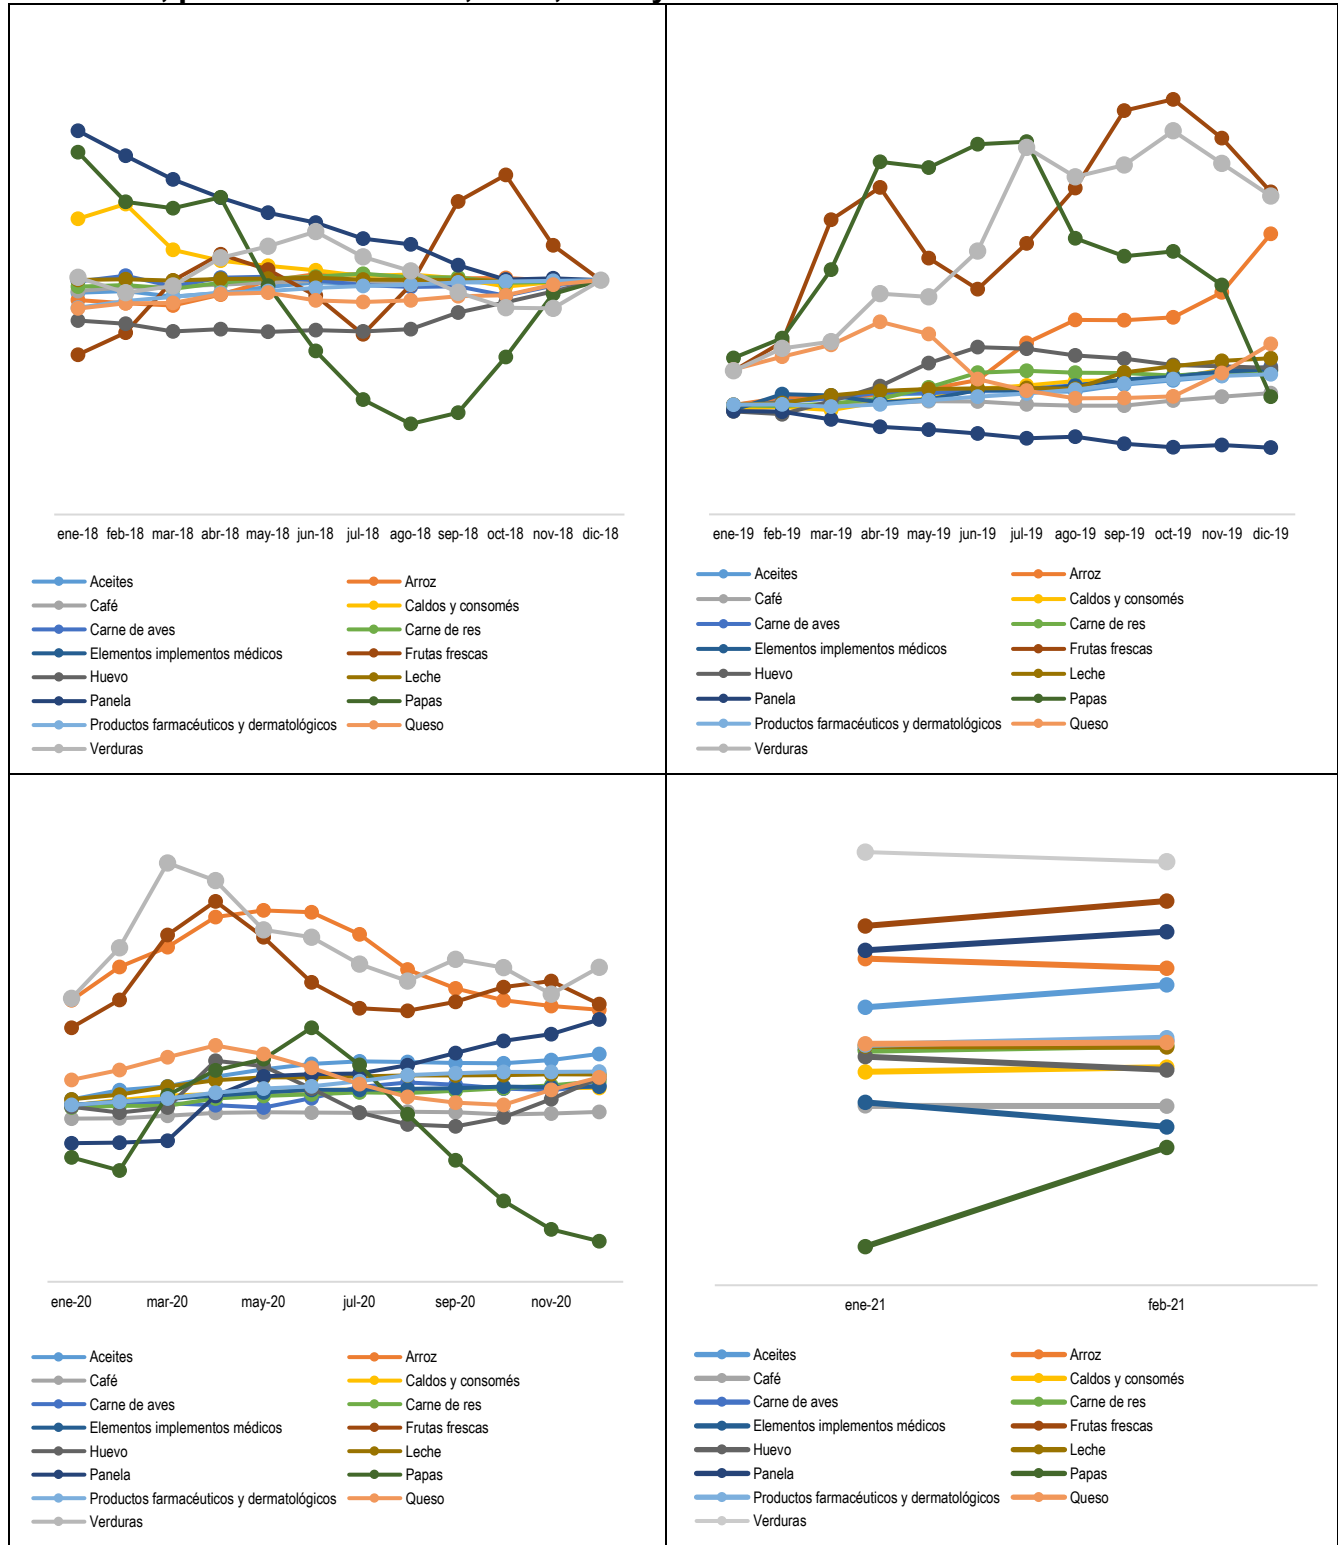 ene-18 feb-18 mar-18 abr-18 may-18 jun-18 jul-18 ago-18 sep-18 oct-18 nov-18 dic-18
Aceites Arroz
Café Caldos y consomés
Carne de aves Carne de res
Elementos implementos médicos Frutas frescas
Huevo Leche
Panela Papas
Productos farmacéuticos y dermatológicos Queso
Verduras
ene-19 feb-19 mar-19 abr-19 may-19 jun-19 jul-19 ago-19 sep-19 oct-19 nov-19 dic-19
Aceites Arroz
Café Caldos y consomés
Carne de aves Carne de res
Elementos implementos médicos Frutas frescas
Huevo Leche
Panela Papas
Productos farmacéuticos y dermatológicos Queso
Verduras
ene-20 mar-20 may-20 jul-20 sep-20 nov-20
Aceites Arroz
Café Caldos y consomés
Carne de aves Carne de res
Elementos implementos médicos Frutas frescas
Huevo Leche
Panela Papas
Productos farmacéuticos y dermatológicos Queso
Verduras
ene-21 feb-21
Aceites Arroz
Café Caldos y consomés
Carne de aves Carne de res
Elementos implementos médicos Frutas frescas
Huevo Leche
Panela Papas
Productos farmacéuticos y dermatológicos Queso
Verduras